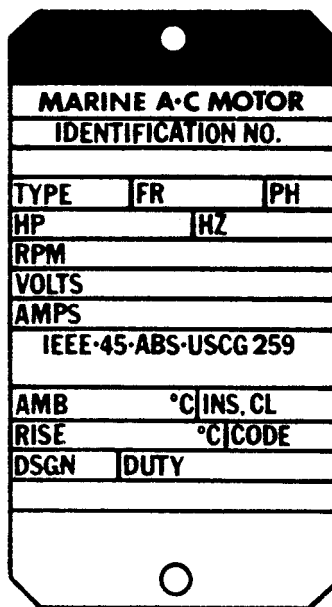 MARINE A·C MOTOR
IDENTIFICATION NO.
TYPE FR PH
HP HZ
RPM
VOLTS
AMPS
IEEE·45·ABS·USCG 259
AMB °C INS. CL
RISE °C CODE
DSGN DUTY